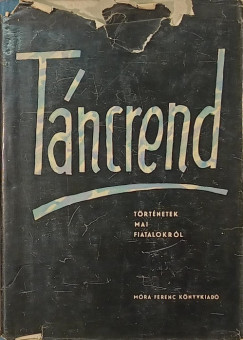 Táncrend
TÖRTÉNETEK
MAI
FIATALOKRÓL
MÓRA FERENC KÖNYVKIADÓ